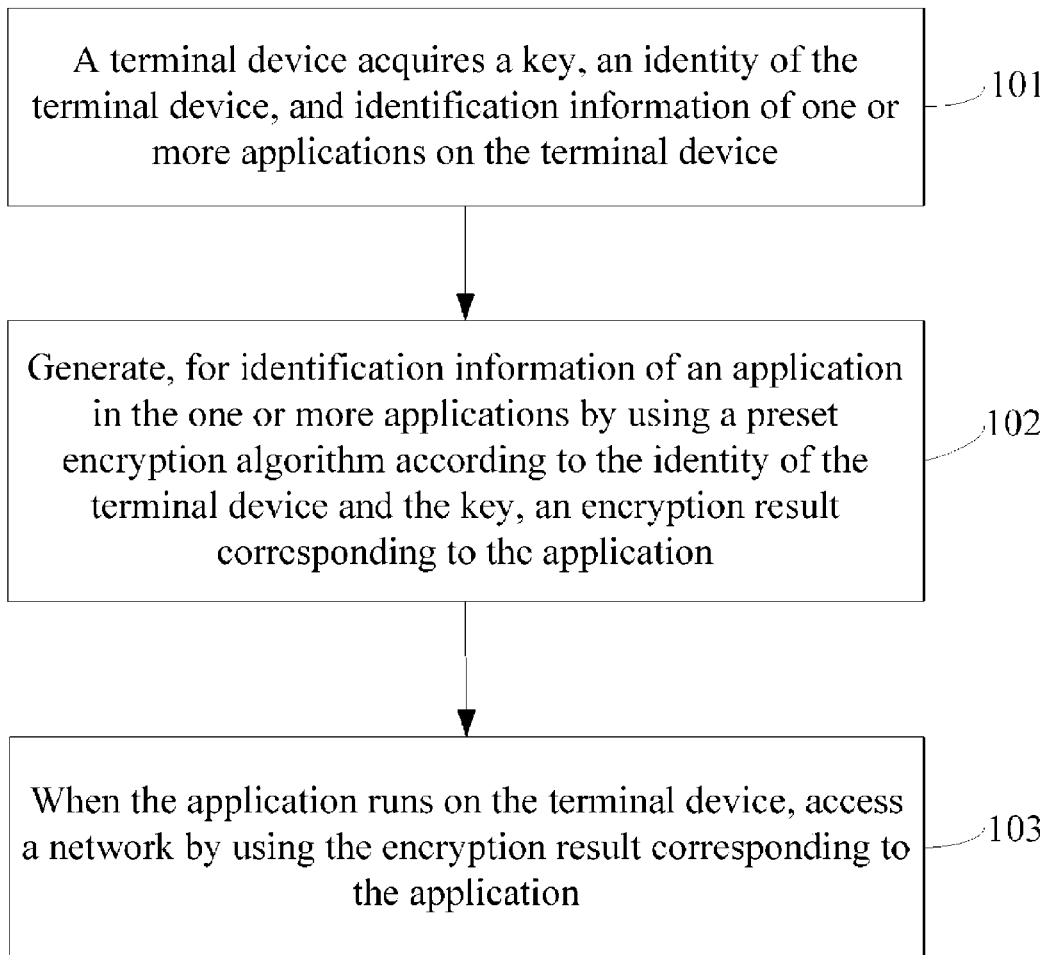 A terminal device acquires a key, an identity of the
terminal device, and identification information of one or
more applications on the terminal device
101
Generate, for identification information of an application
in the one or more applications by using a preset
encryption algorithm according to the identity of the
terminal device and the key, an encryption result
corresponding to the application
102
When the application runs on the terminal device, access
a network by using the encryption result corresponding to
the application
103